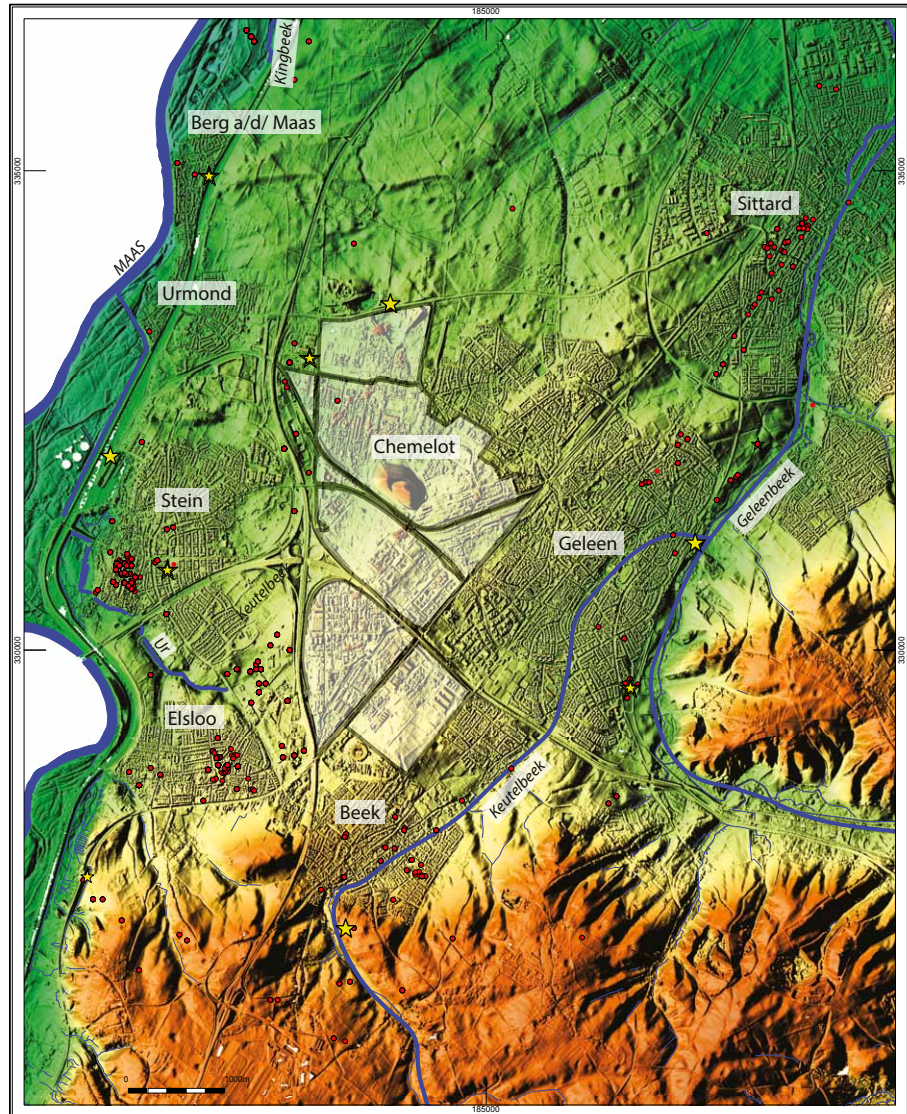 185000
Kingbeek
Berg a/d/ Maas
335000
335000
Sittard
MAAS
Urmond
Chemelot
Stein
Geleenbeek
Geleen
Keutelbeek
Ur
330000
330000
Elsloo
Keutelbeek
Beek
0
1000m
185000